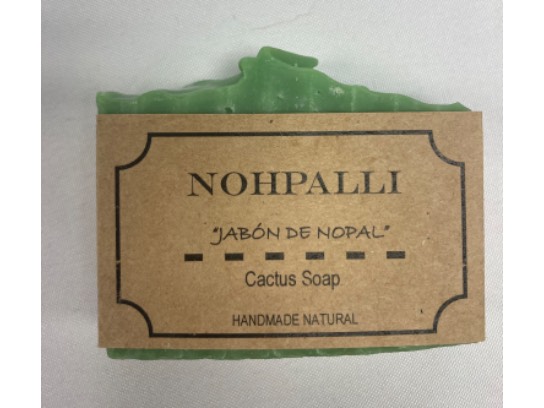 NOHPALLI
"JABÓN DE NOPAL"
Cactus Soap
HANDMADE NATURAL